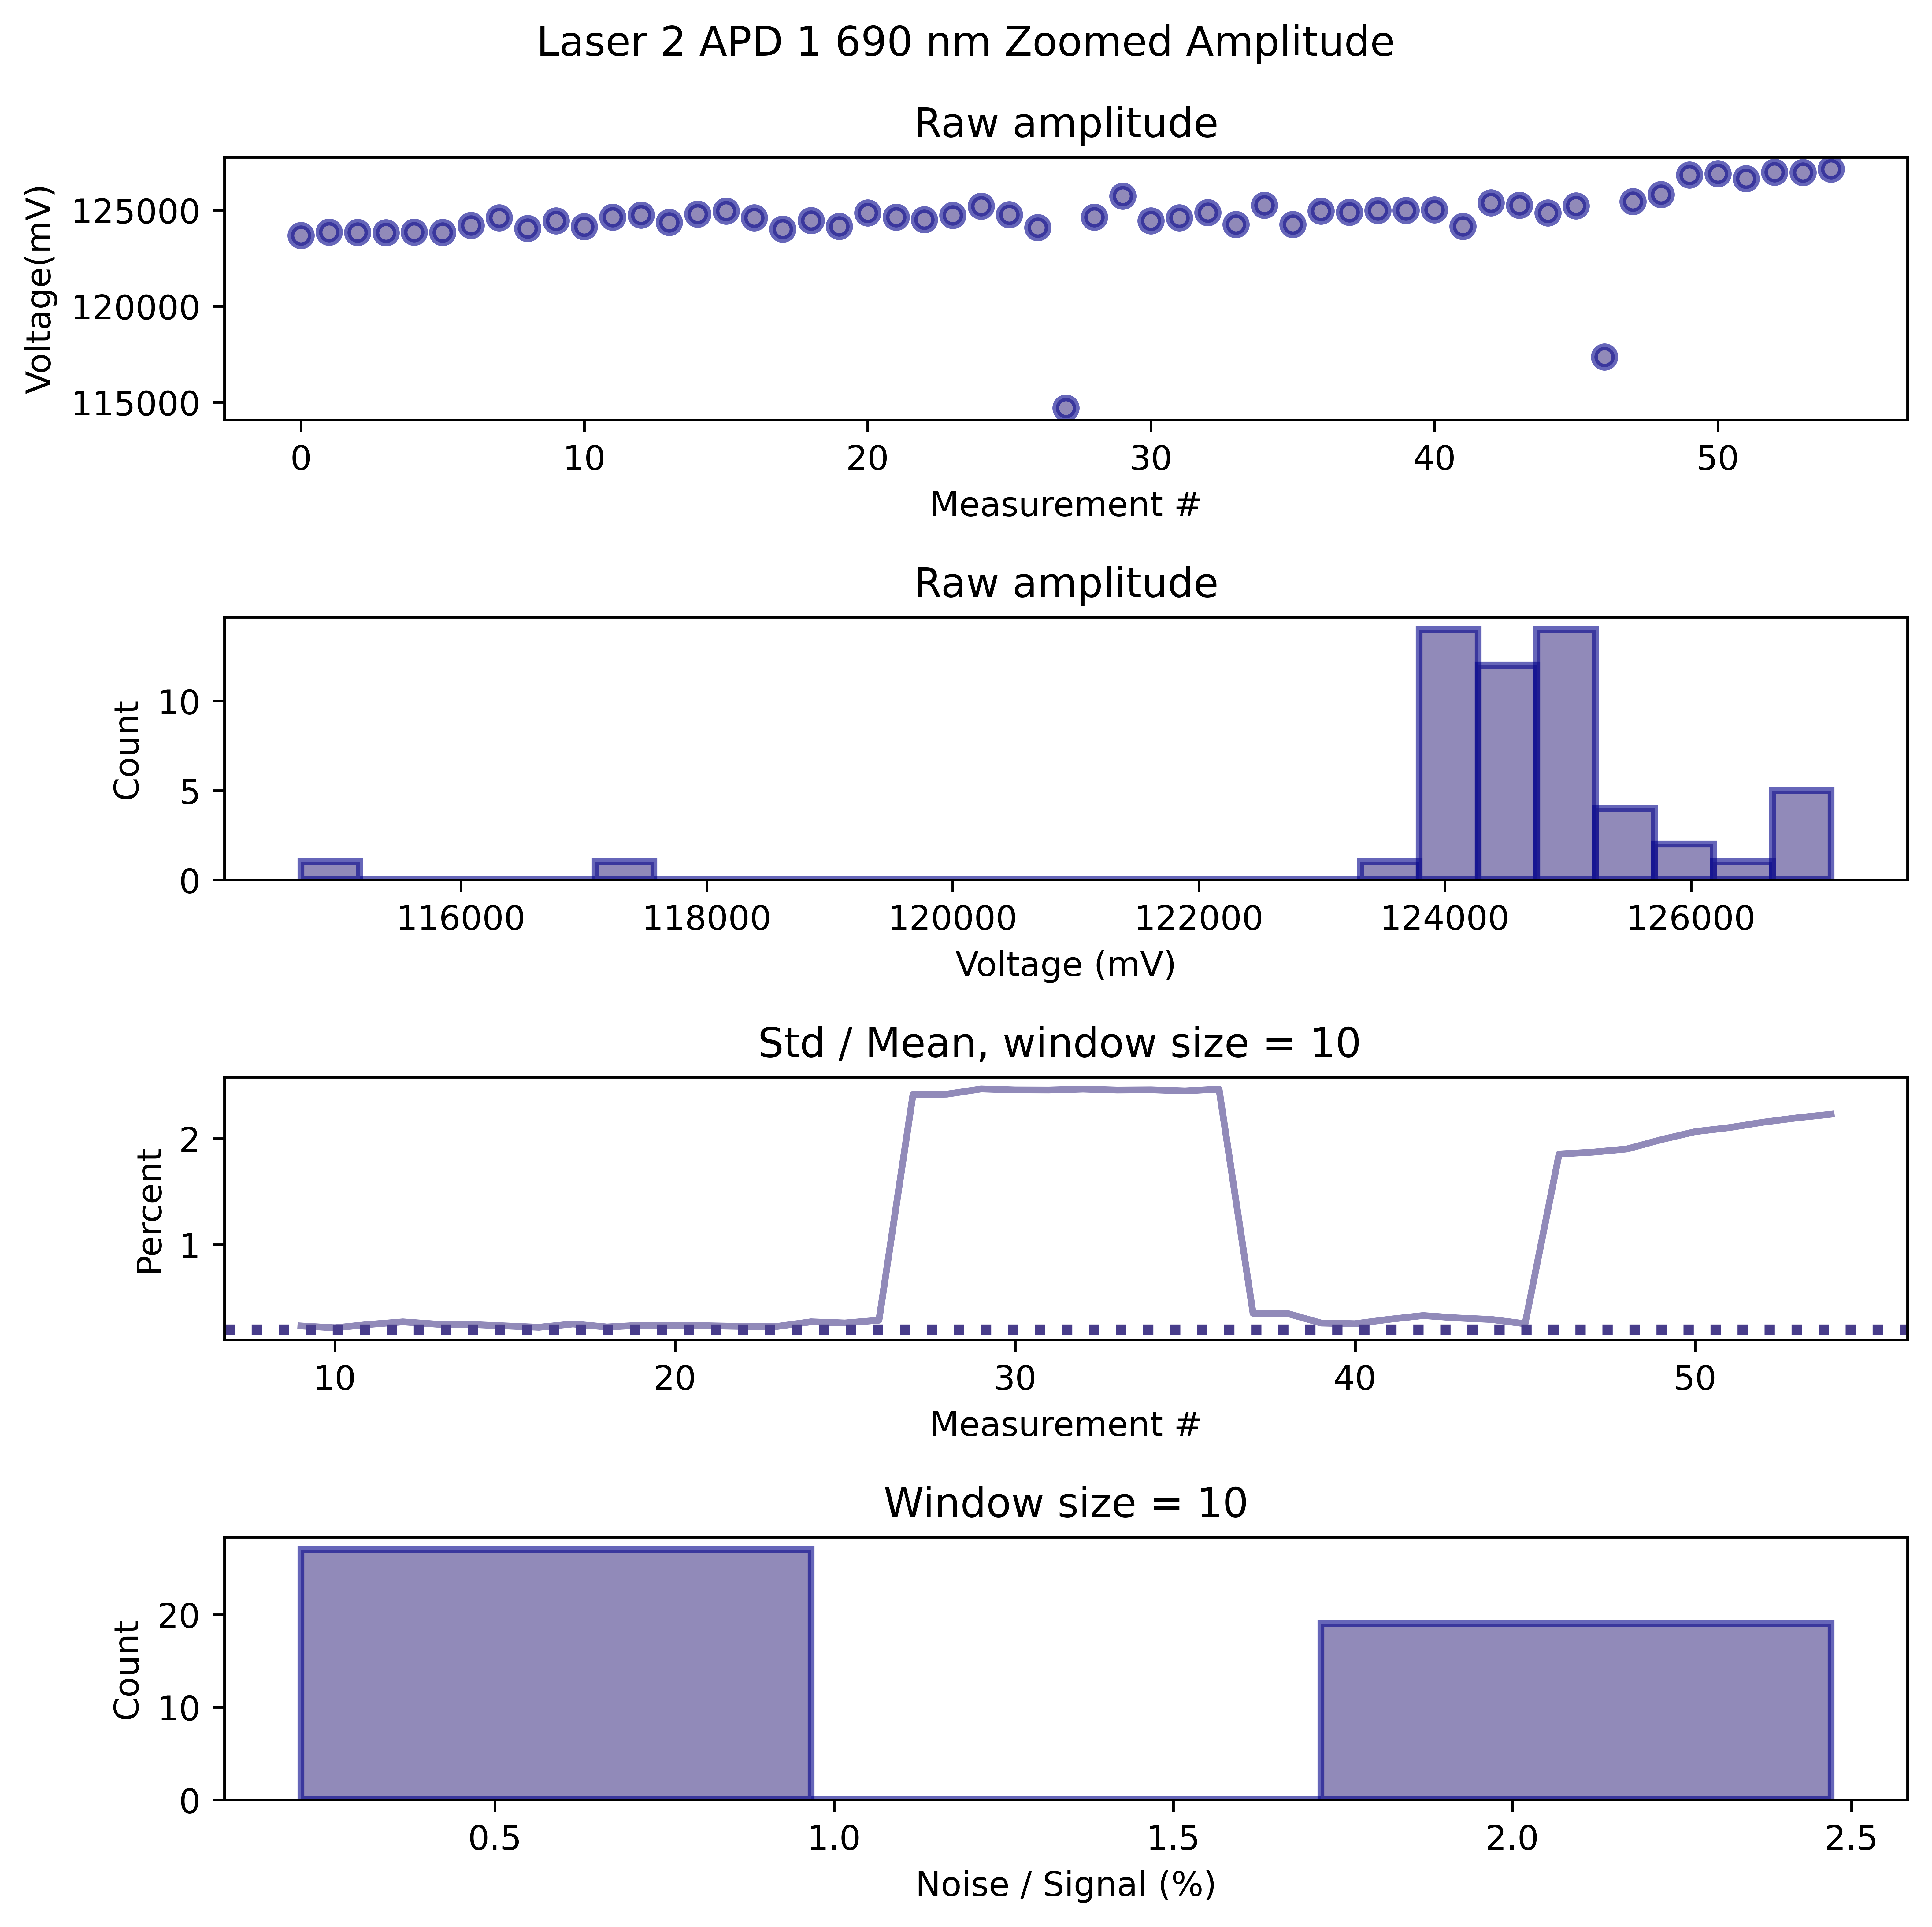 Laser 2 APD 1 690 nm Zoomed Amplitude
Raw amplitude
Voltage(mV)
125000
120000
115000
0 10 20 30 40 50
Measurement #
Raw amplitude
Count
10
5
0
116000 118000 120000 122000 124000 126000
Voltage (mV)
Std / Mean, window size = 10
Percent
2
1
10 20 30 40 50
Measurement #
Window size = 10
Count
20
10
0
0.5 1.0 1.5 2.0 2.5
Noise / Signal (%)